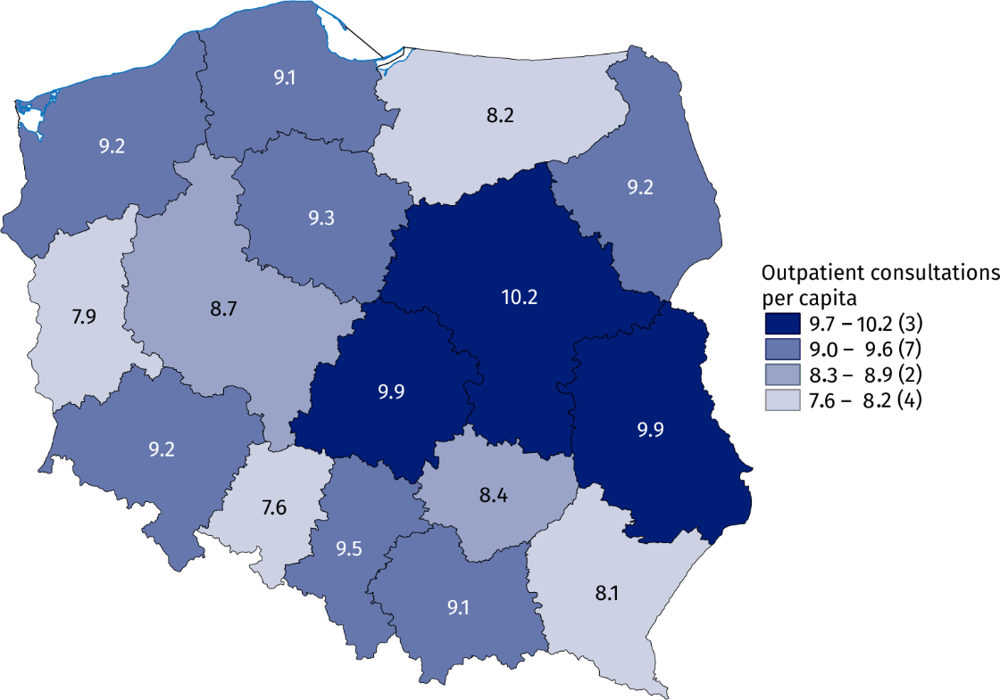 9.1
8.2
9.2
9.2
9.3
10.2
7.9
8.7
9.9
9.9
9.2
8.4
7.6
9.5
8.1
9.1
Outpatient consultations
per capita
9.7 – 10.2 (3)
9.0 – 9.6 (7)
8.3 – 8.9 (2)
7.6 – 8.2 (4)